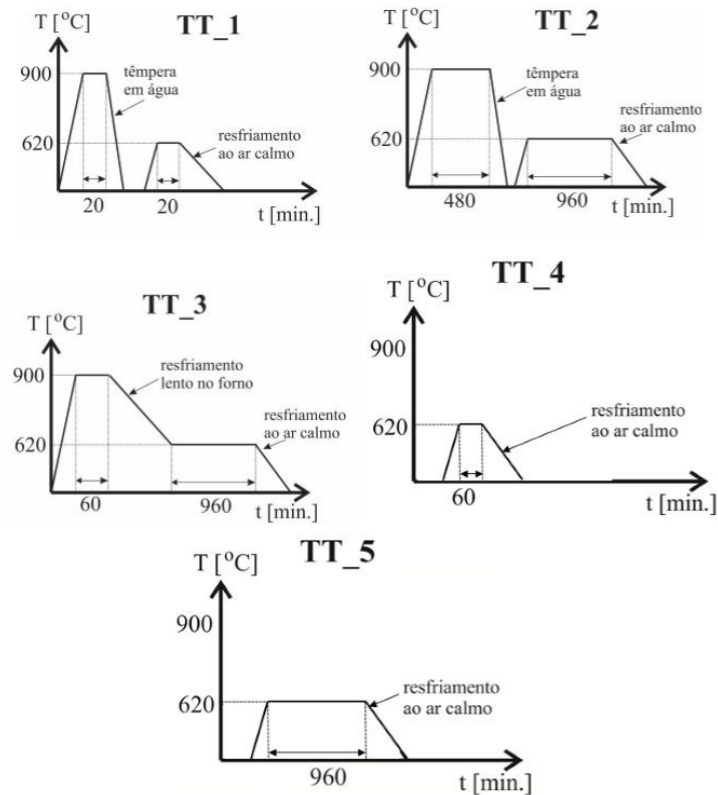 TT_1
T [°C]
900
têmpera
em água
620
resfriamento
ao ar calmo
20
20
t [min.]
TT_2
T [°C]
900
têmpera
em água
resfriamento
ao ar calmo
620
480
960
t [min.]
TT_3
T [°C]
900
resfriamento
lento no forno
resfriamento
ao ar calmo
620
60
960
t [min.]
TT_4
T [°C]
900
resfriamento
ao ar calmo
620
60
t [min.]
TT_5
T [°C]
900
resfriamento
ao ar calmo
620
960
t [min.]